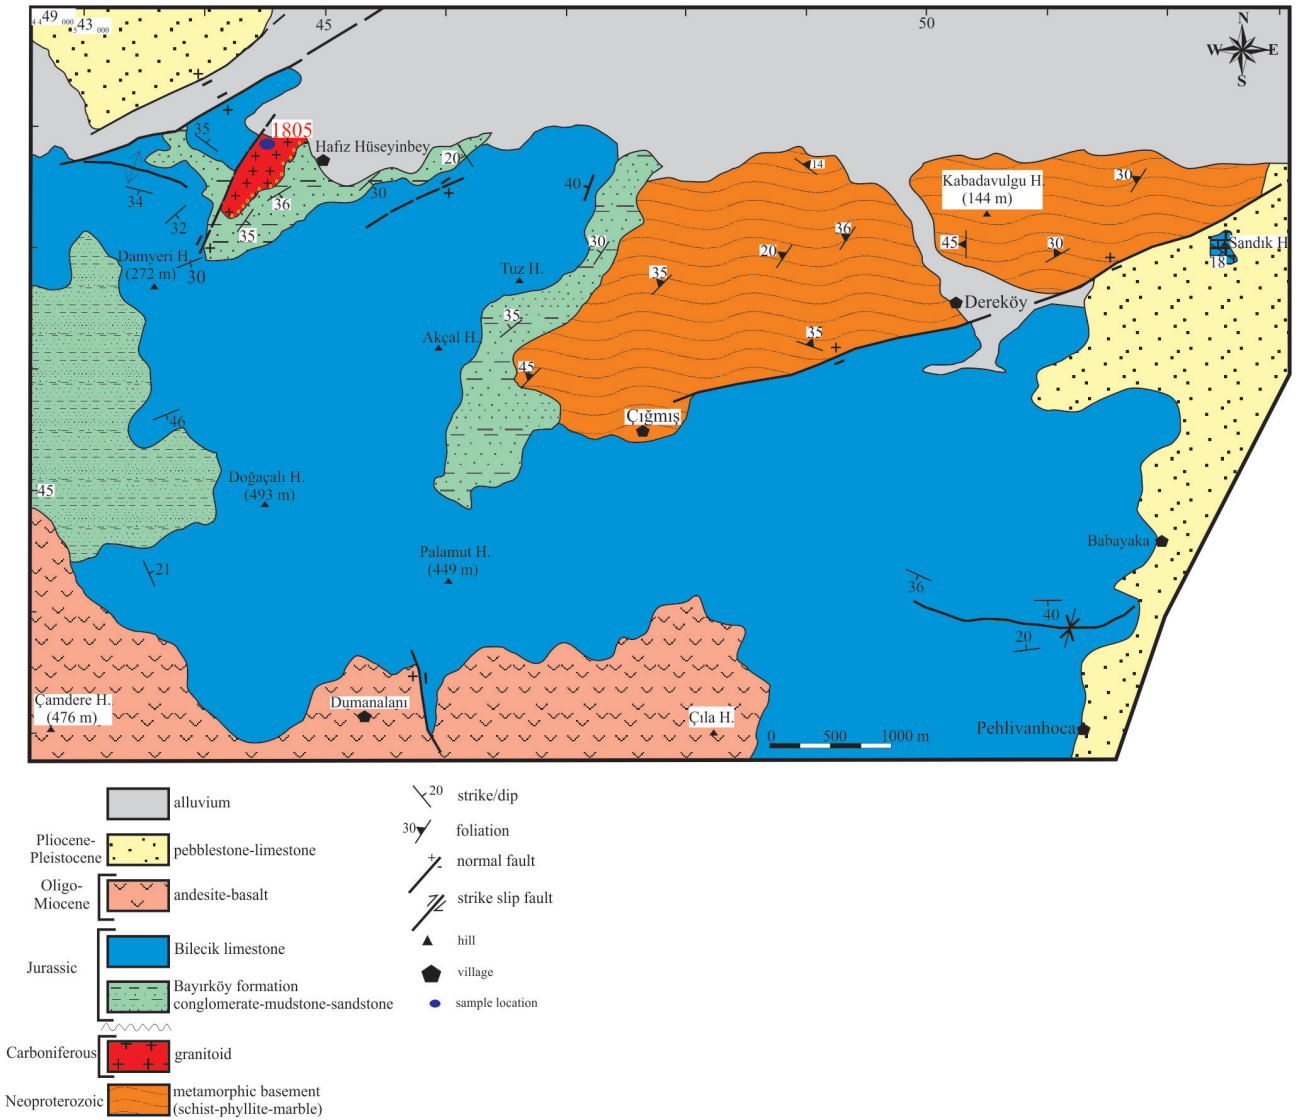 4 49 000
5 43 000
45
50
N
W E
S
35
1805
Hafız Hüseyinbey
20
14
Kabadavulgu H.
(144 m)
30
34
36
30
40
32
35
36
45
30
Sandık H
18
Damyeri H.
(272 m)
30
30
20
Tuz H.
35
Dereköy
35
Akçal H.
35
45
46
Çığmış
Doğaçalı H.
(493 m)
45
Palamut H.
(449 m)
Babayaka
21
36
40
20
Çamdere H.
(476 m)
Dumanalanı
Çıla H.
Pehlivanhoca
0 500 1000 m
alluvium
Pliocene-
Pleistocene
pebblestone-limestone
Oligo-
Miocene
andesite-basalt
Jurassic
Bilecik limestone
Bayırköy formation
conglomerate-mudstone-sandstone
Carboniferous
granitoid
Neoproterozoic
metamorphic basement
(schist-phyllite-marble)
20 strike/dip
30 foliation
normal fault
strike slip fault
hill
village
sample location